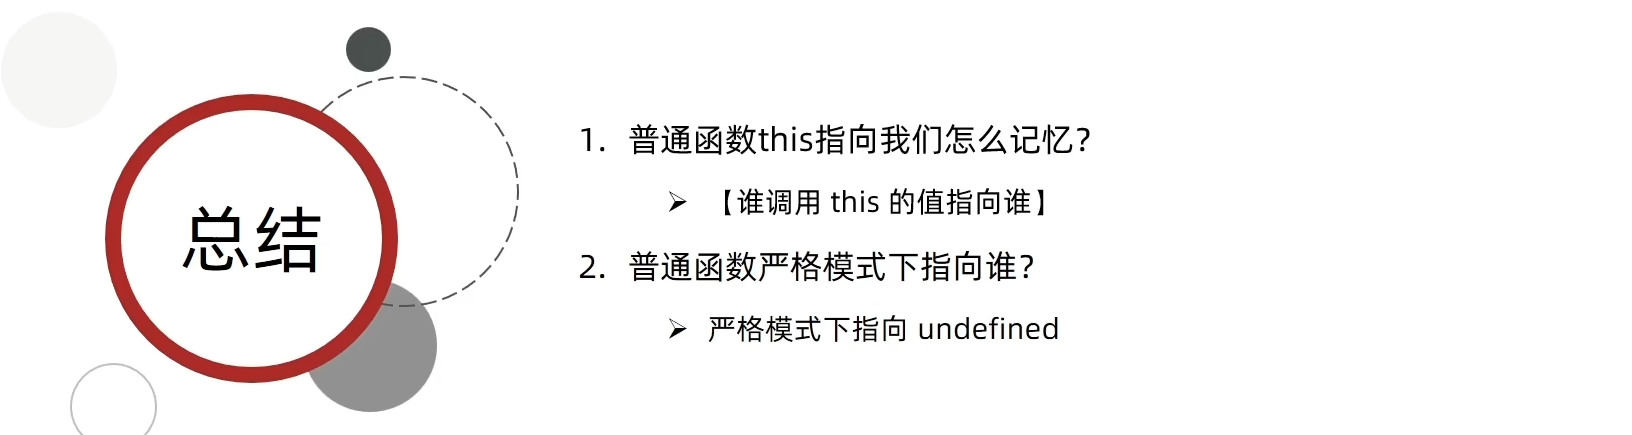 总结
1. 普通函数this指向我们怎么记忆？
➢ 【谁调用 this 的值指向谁】
2. 普通函数严格模式下指向谁？
➢ 严格模式下指向 undefined